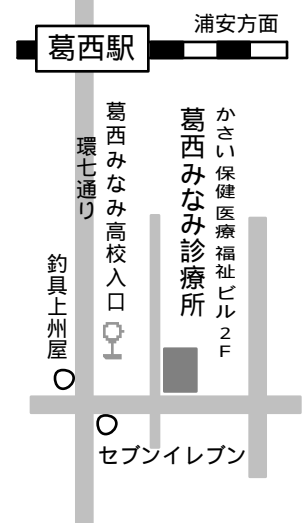 浦安方面
葛西駅
かさい保健医療福祉ビル2F
葛西みなみ診療所
葛西みなみ高校入口
環七通り
釣具上州屋
セブンイレブン